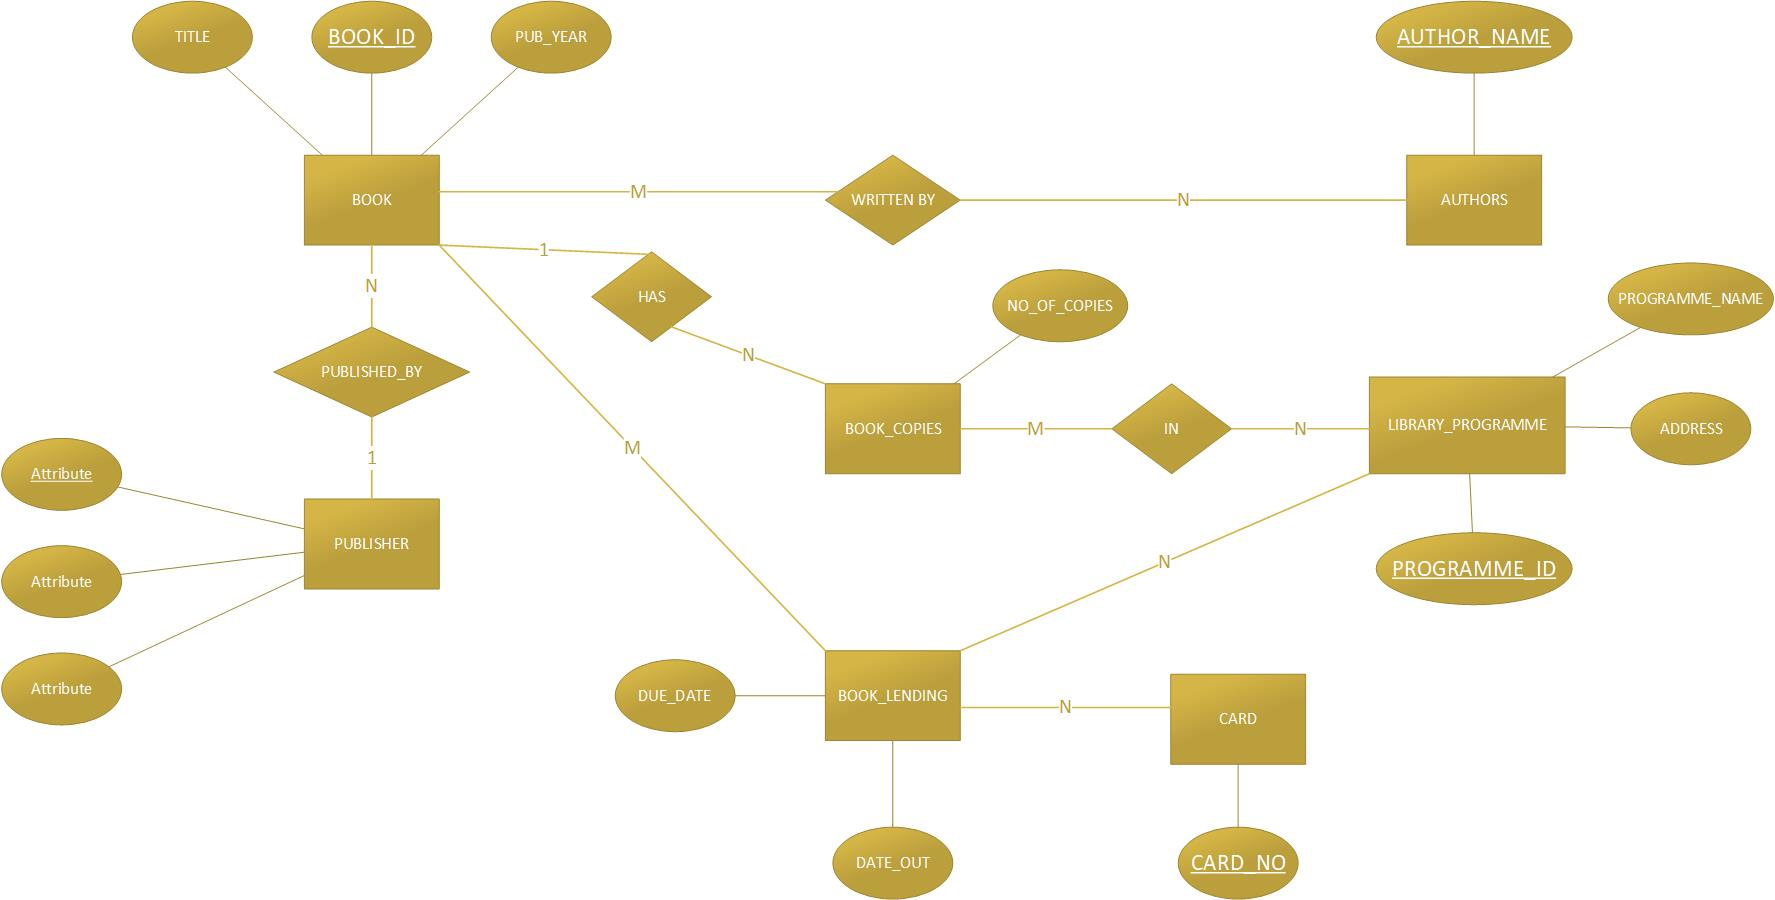 TITLE
BOOK_ID
PUB_YEAR
AUTHOR_NAME
BOOK
M
WRITTEN BY
N
AUTHORS
1
N
HAS
NO_OF_COPIES
PROGRAMME_NAME
N
PUBLISHED_BY
BOOK_COPIES
M
IN
N
LIBRARY_PROGRAMME
ADDRESS
M
1
Attribute
PUBLISHER
N
PROGRAMME_ID
Attribute
Attribute
DUE_DATE
BOOK_LENDING
N
CARD
DATE_OUT
CARD_NO